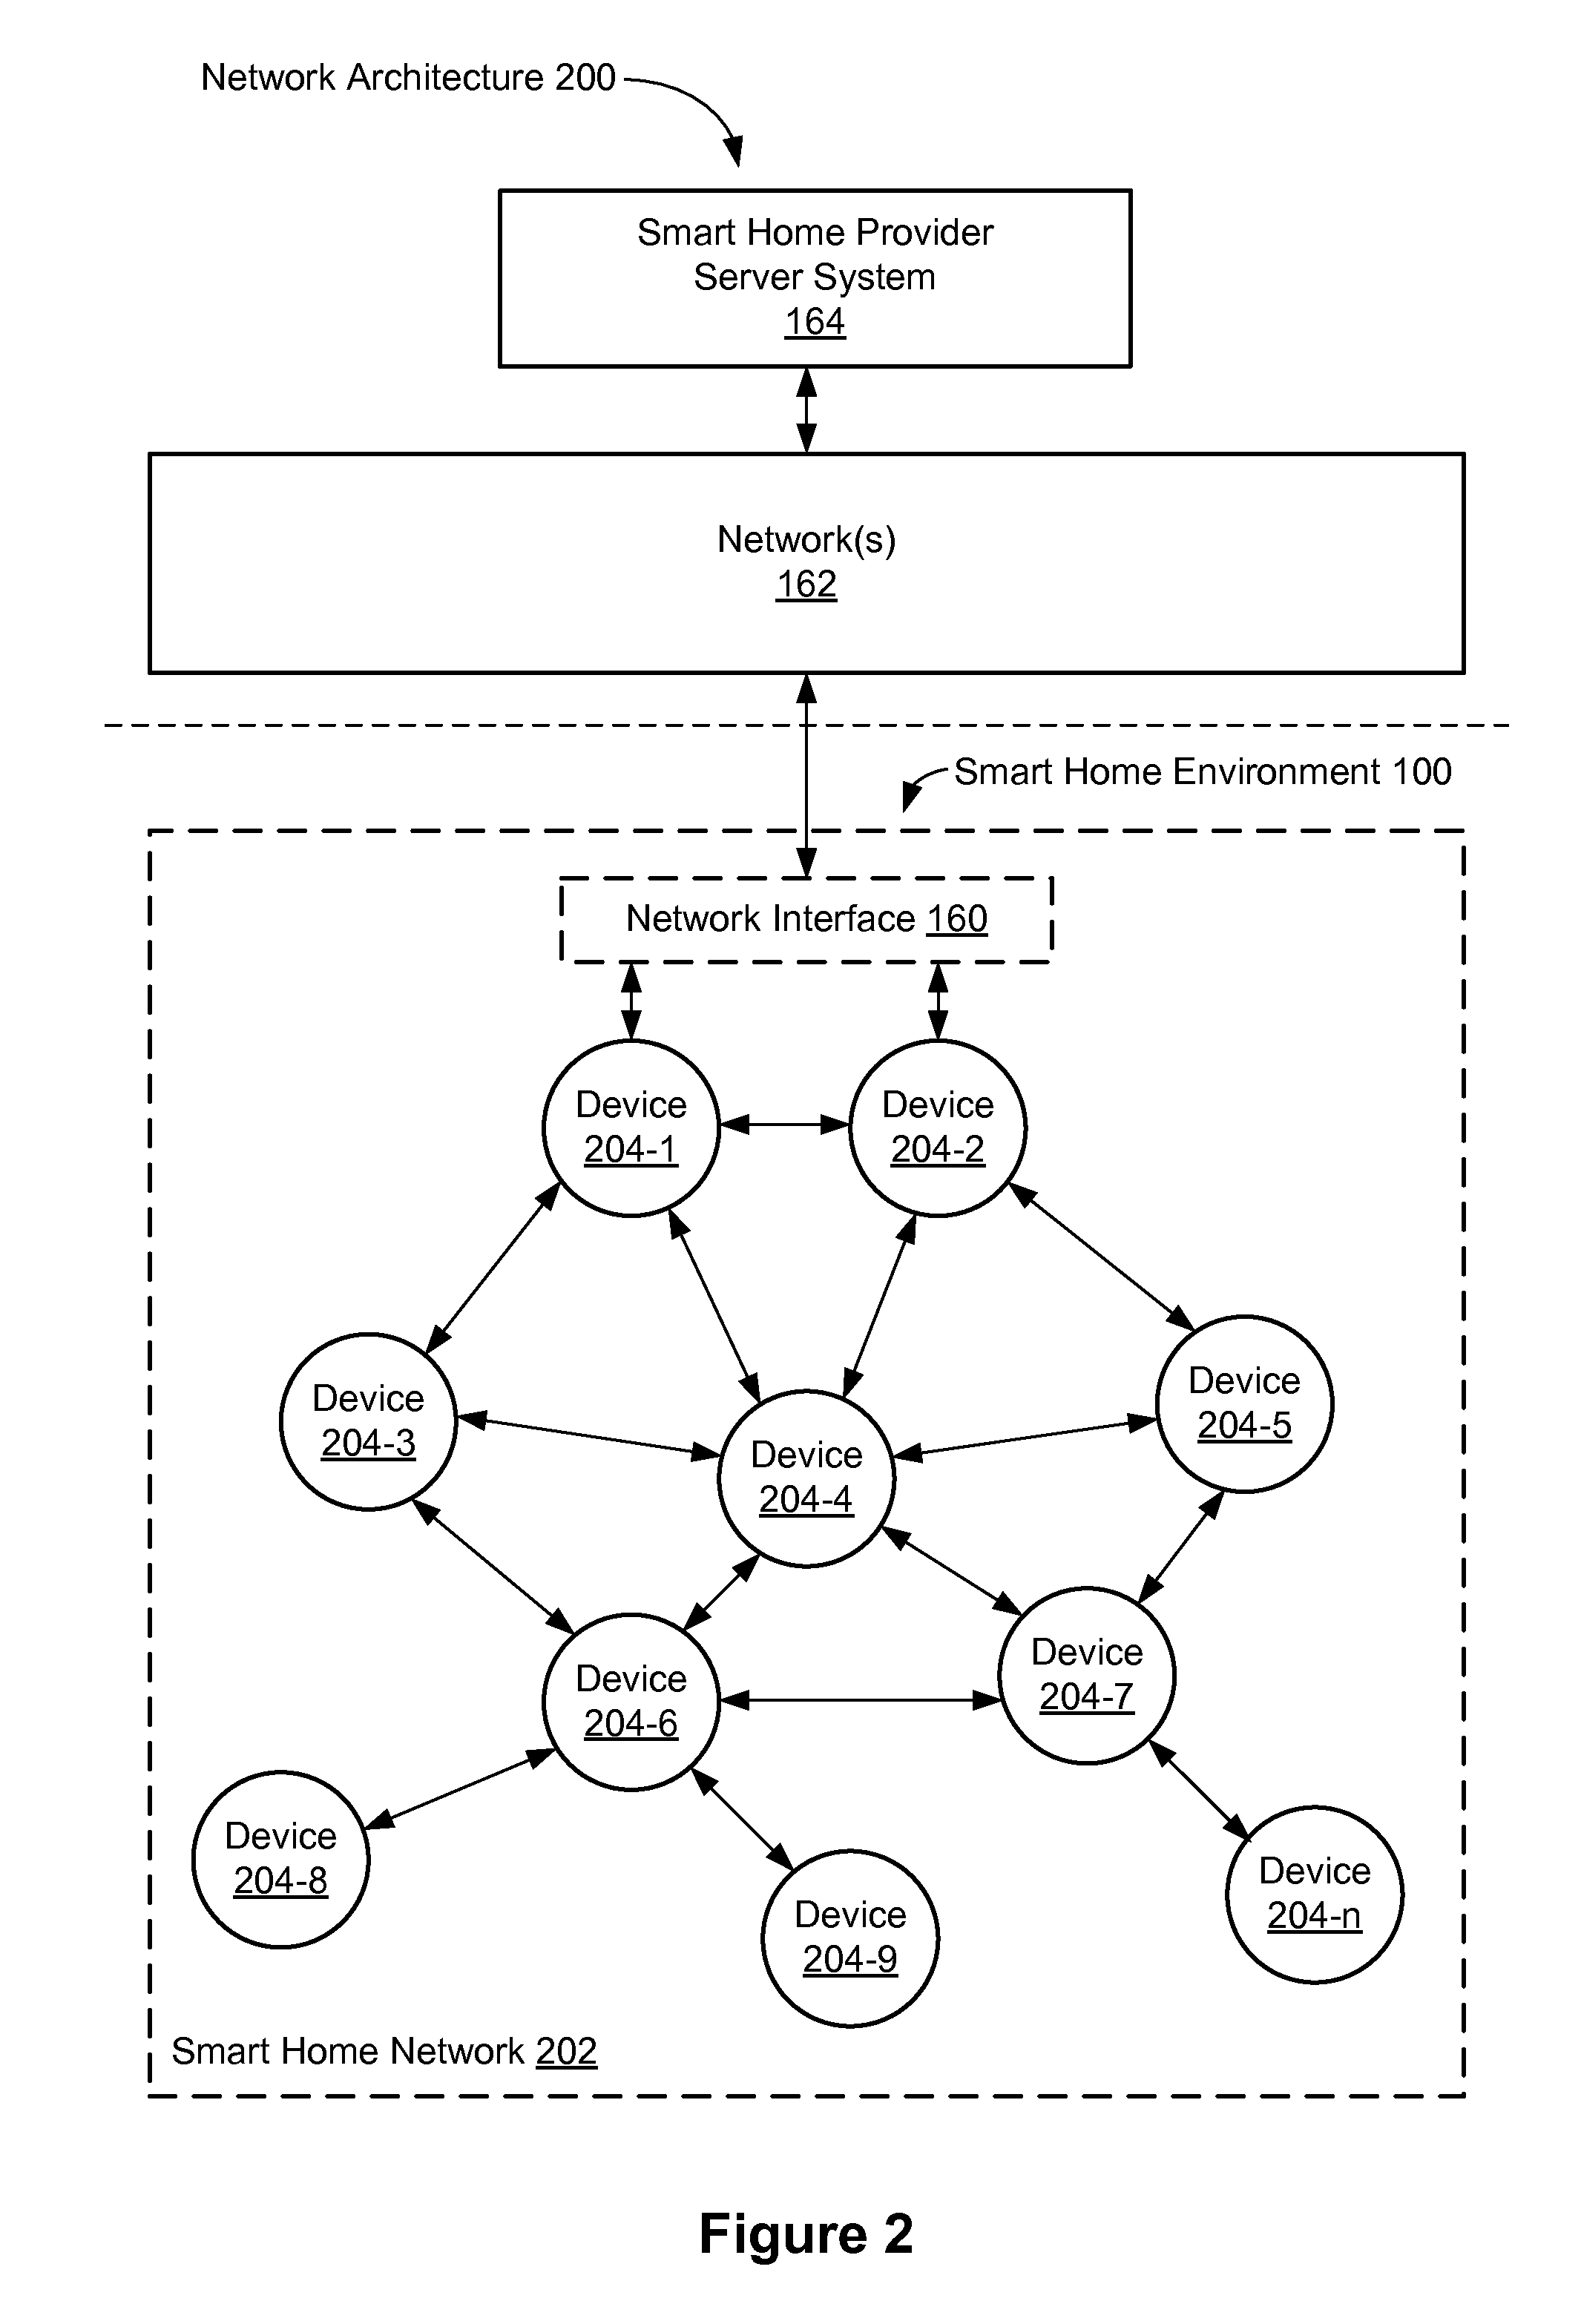 Network Architecture 200
Smart Home Provider
Server System
164
Network(s)
162
Smart Home Environment 100
Network Interface 160
Device
204-1
Device
204-2
Device
204-3
Device
204-4
Device
204-5
Device
204-6
Device
204-7
Device
204-8
Device
204-9
Device
204-n
Smart Home Network 202
Figure 2